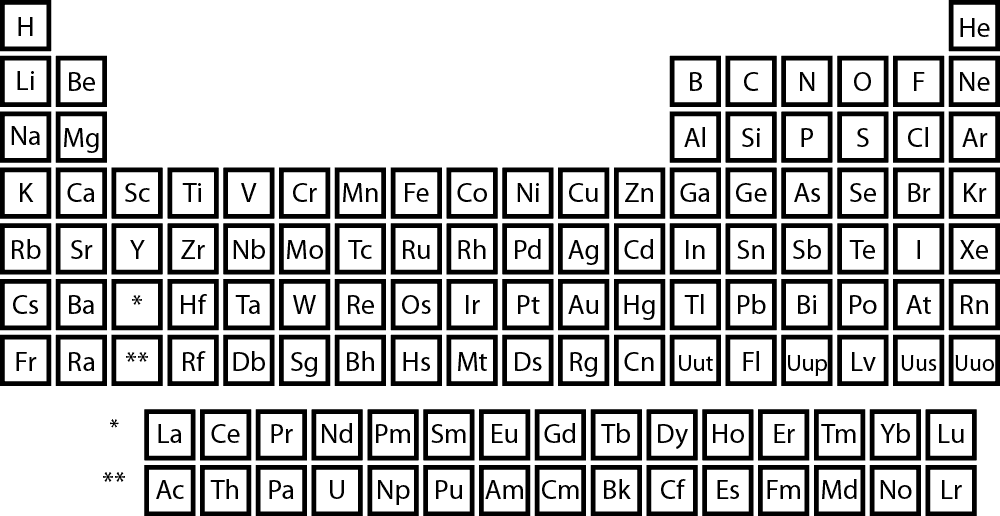 H He
Li Be B C N O F Ne
Na Mg Al Si P S Cl Ar
K Ca Sc Ti V Cr Mn Fe Co Ni Cu Zn Ga Ge As Se Br Kr
Rb Sr Y Zr Nb Mo Tc Ru Rh Pd Ag Cd In Sn Sb Te I Xe
Cs Ba * Hf Ta W Re Os Ir Pt Au Hg Tl Pb Bi Po At Rn
Fr Ra ** Rf Db Sg Bh Hs Mt Ds Rg Cn Uut Fl Uup Lv Uus Uuo
* La Ce Pr Nd Pm Sm Eu Gd Tb Dy Ho Er Tm Yb Lu
** Ac Th Pa U Np Pu Am Cm Bk Cf Es Fm Md No Lr